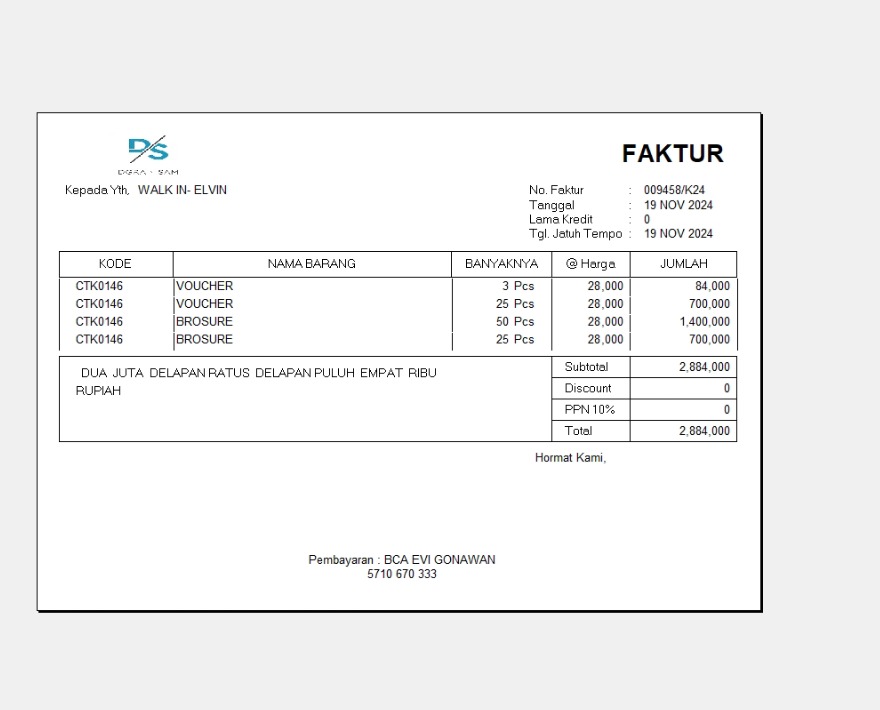 DS
FAKTUR
Kepada Yth, WALK IN- ELVIN
No. Faktur : 009458/K24
Tanggal : 19 NOV 2024
Lama Kredit : 0
Tgl. Jatuh Tempo : 19 NOV 2024
KODE NAMA BARANG BANYAKNYA @ Harga JUMLAH
CTK0146 VOUCHER 3 Pcs 28,000 84,000
CTK0146 VOUCHER 25 Pcs 28,000 700,000
CTK0146 BROSURE 50 Pcs 28,000 1,400,000
CTK0146 BROSURE 25 Pcs 28,000 700,000
DUA JUTA DELAPAN RATUS DELAPAN PULUH EMPAT RIBU
RUPIAH
Subtotal 2,884,000
Discount 0
PPN 10% 0
Total 2,884,000
Hormat Kami,
Pembayaran : BCA EVI GONAWAN
5710 670 333